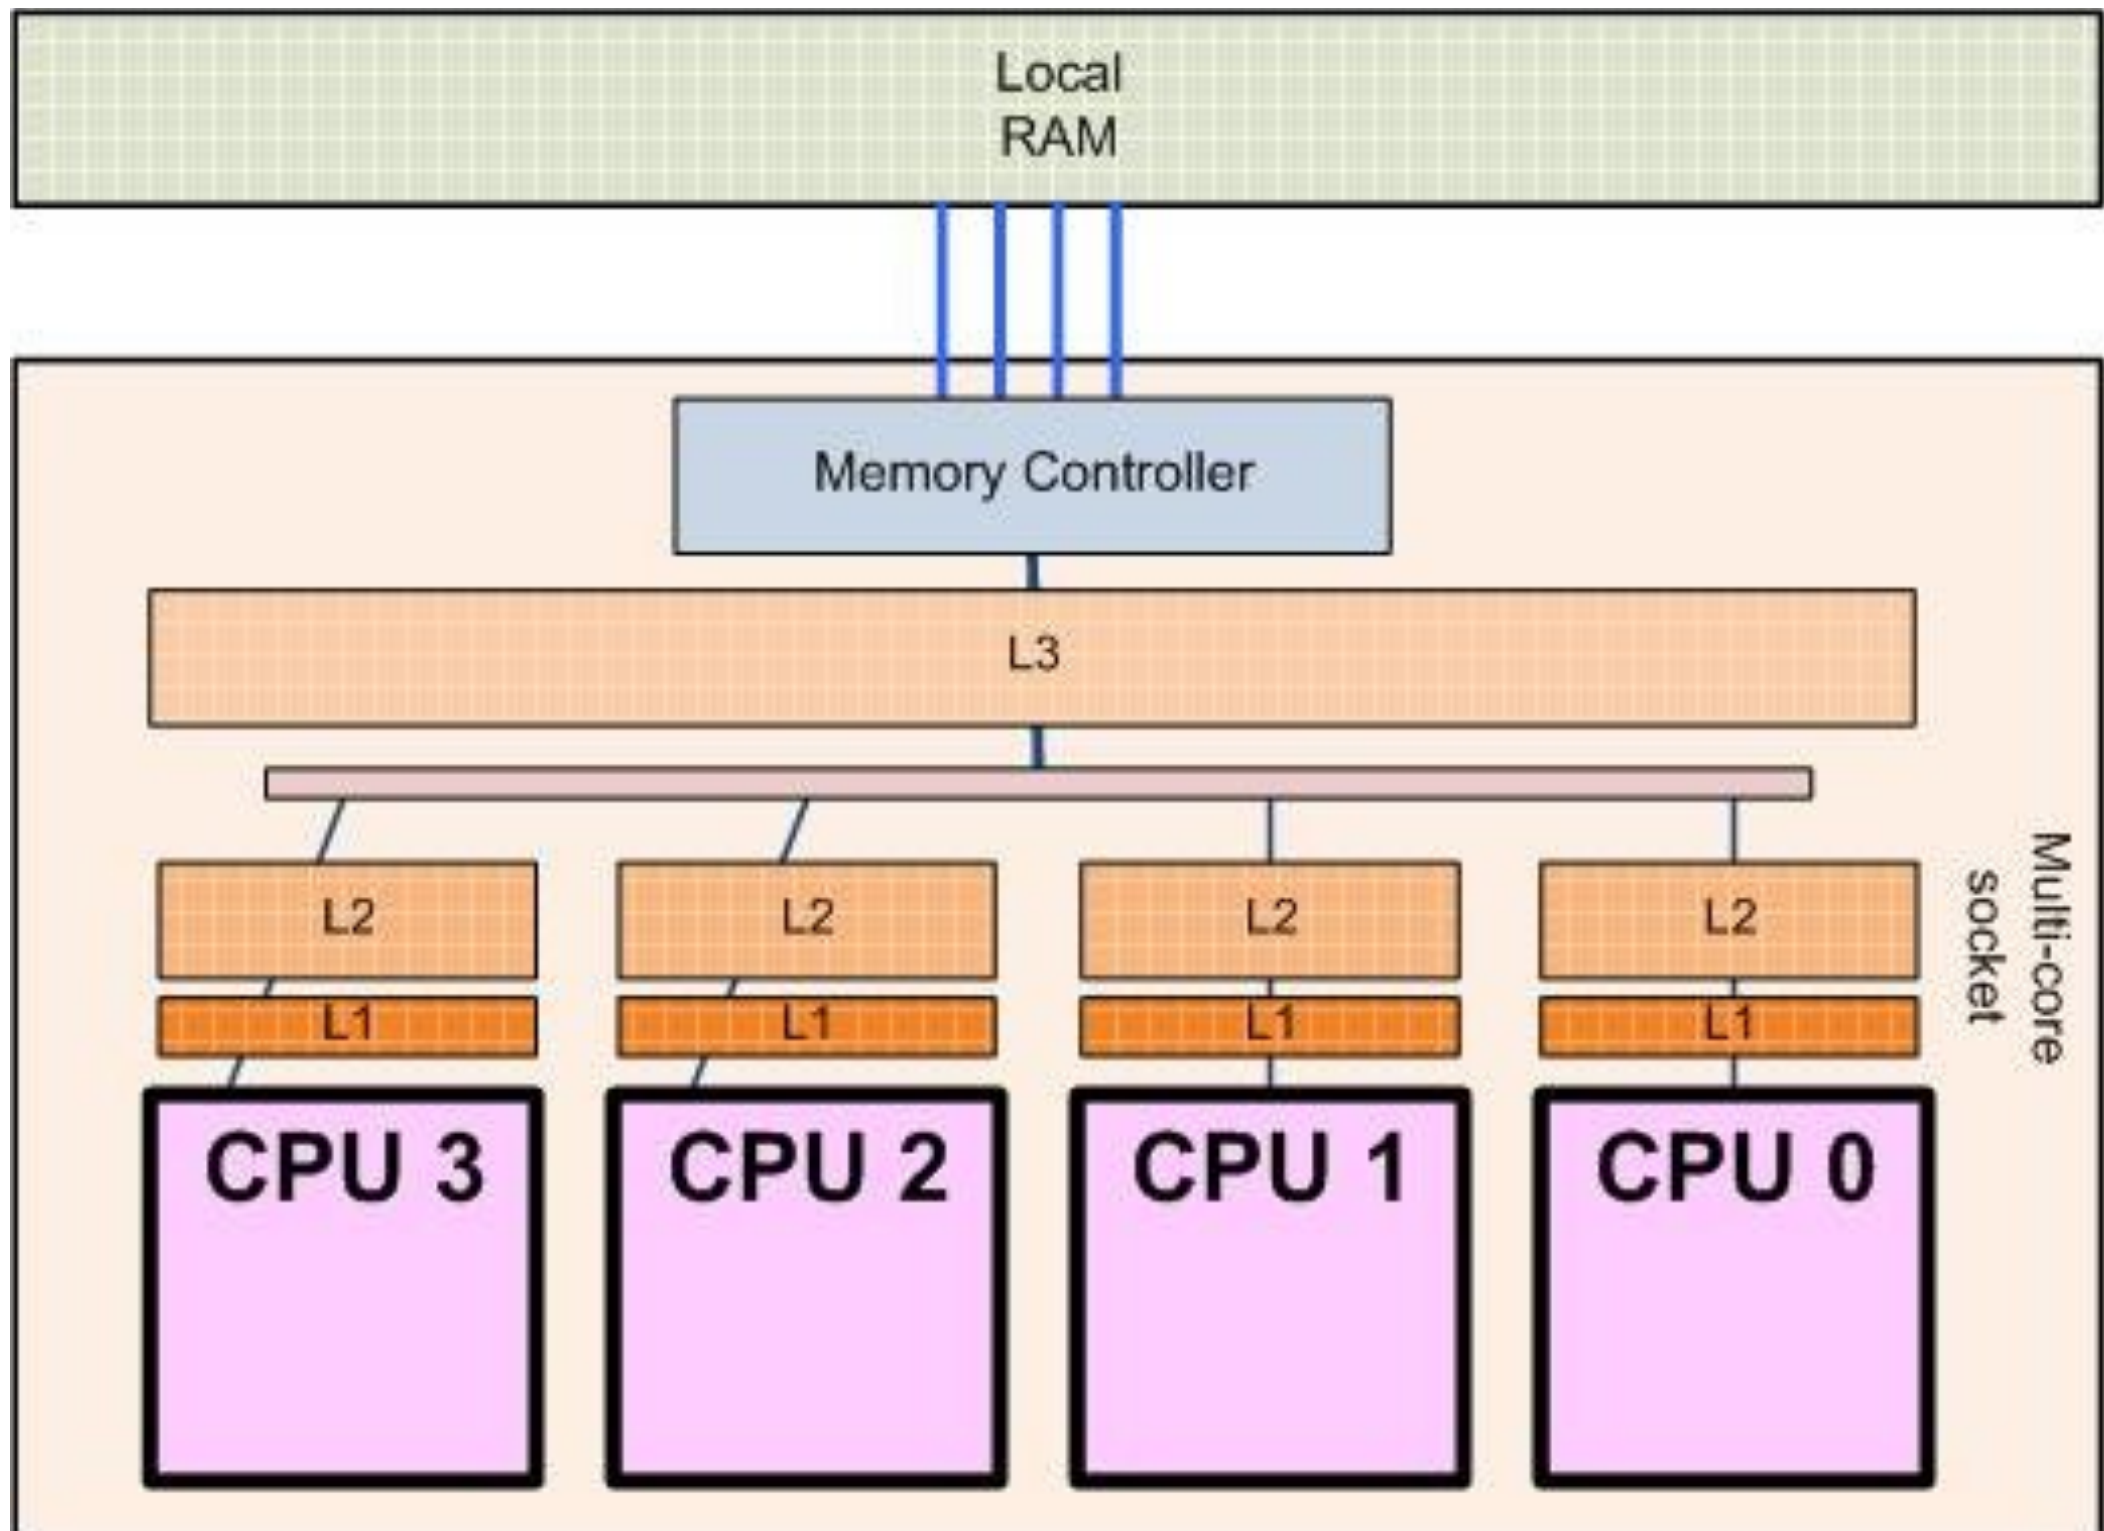 Local
RAM
Memory Controller
L3
L2
L2
L2
L2
L1
L1
L1
L1
CPU 3
CPU 2
CPU 1
CPU 0
Multi-core
socket